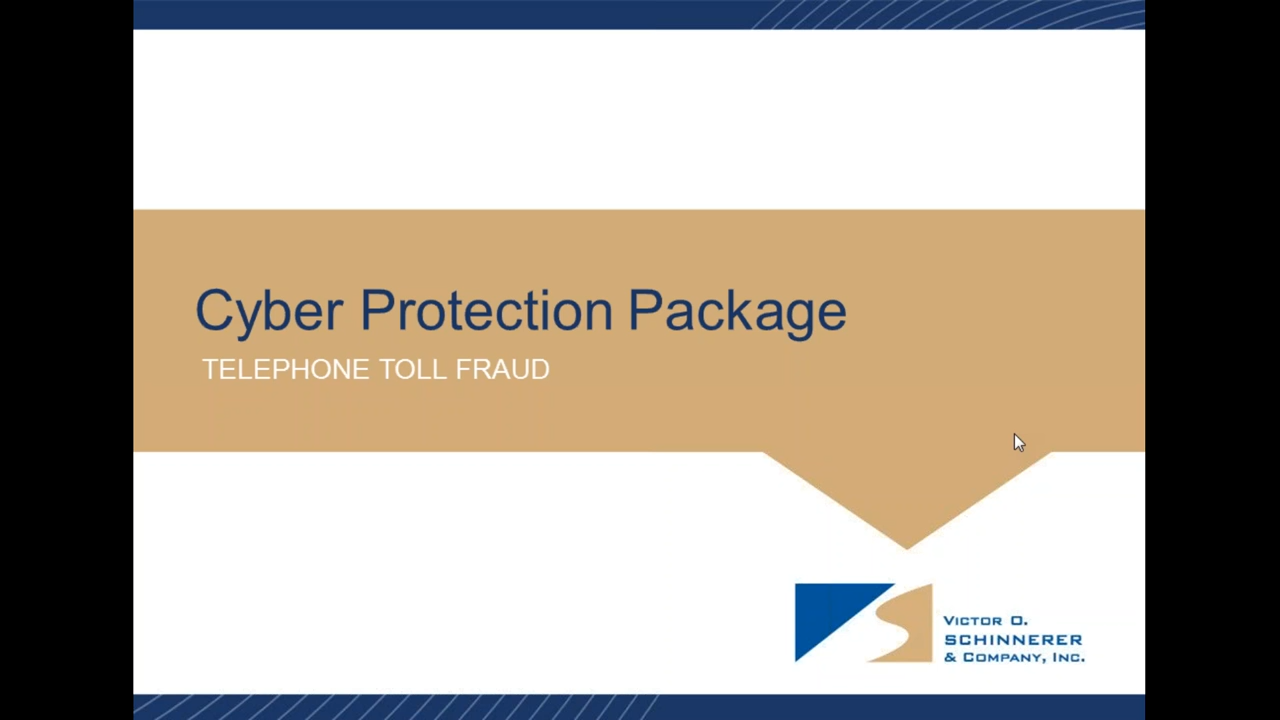 Cyber Protection Package
TELEPHONE TOLL FRAUD
VICTOR O.
SCHINNERER
& COMPANY, INC.